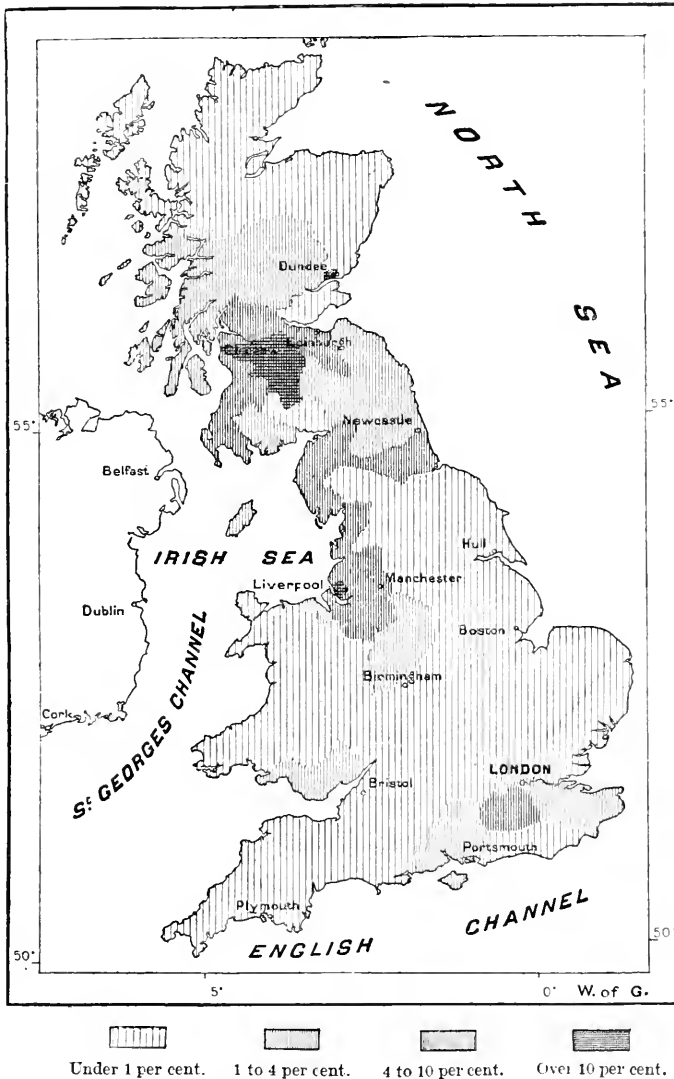 NORTH
SEA
Dundee
Edinburgh
55°
55°
Newcastle
Belfast
IRISH SEA
Hull
Liverpool
Manchester
Dublin
Boston
Birmingham
Cork
ST GEORGES CHANNEL
LONDON
Bristol
Portsmouth
Plymouth
ENGLISH CHANNEL
50°
50°
5°
0°
W. of G.
Under 1 per cent.
1 to 4 per cent.
4 to 10 per cent.
Over 10 per cent.